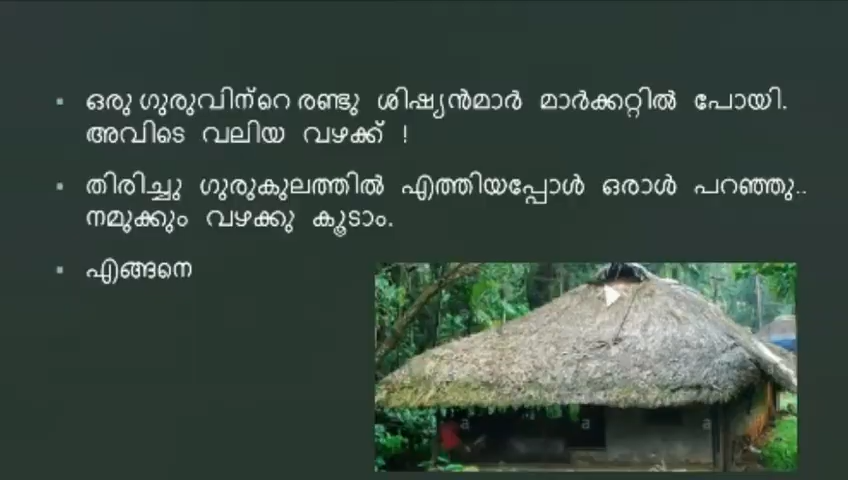 ഒരു ഗുരുവിന്റെ രണ്ടു ശിഷ്യൻമാർ മാർക്കറ്റിൽ പോയി.
അവിടെ വലിയ വഴക്ക് !
തിരിച്ചു ഗുരുകുലത്തിൽ എത്തിയപ്പോൾ ഒരാൾ പറഞ്ഞു..
നമുക്കും വഴക്കു കൂടാം.
എങ്ങനെ
a a a